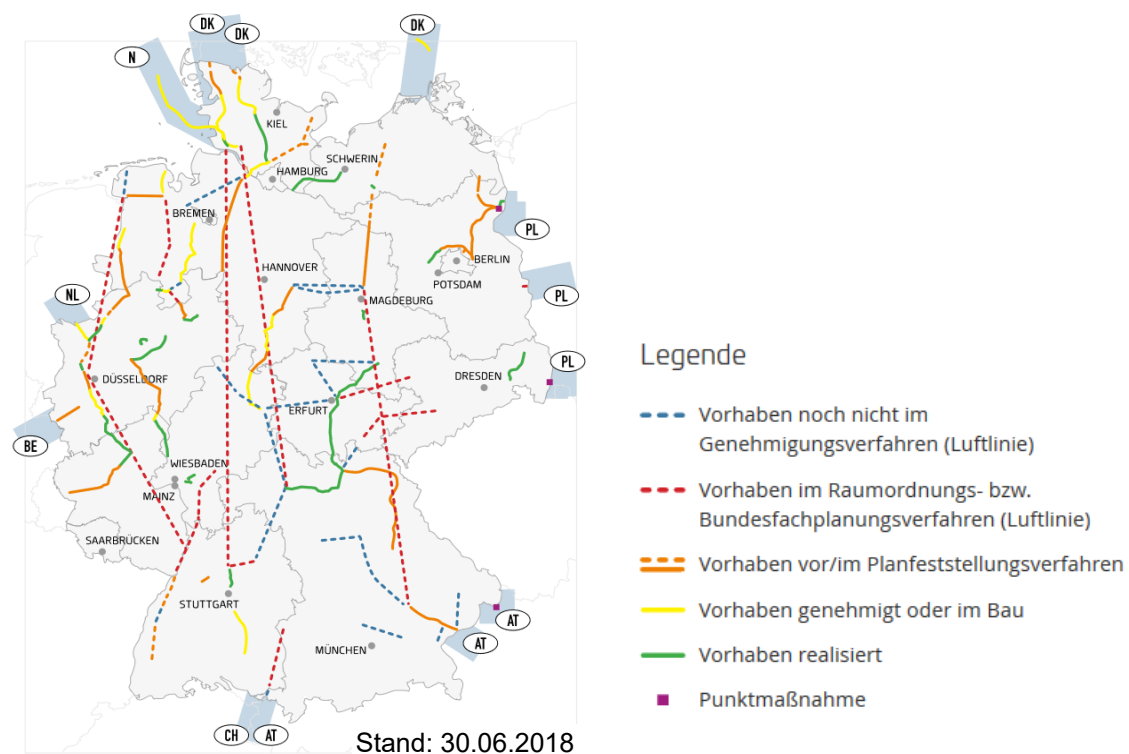 DK
DK
DK
N
KIEL
SCHWERIN
HAMBURG
BREMEN
PL
BERLIN
HANNOVER
POTSDAM
MAGDEBURG
PL
NL
PL
DÜSSELDORF
DRESDEN
ERFURT
BE
WIESBADEN
MAINZ
SAARBRÜCKEN
STUTTGART
AT
AT
MÜNCHEN
CH
AT
Stand: 30.06.2018
Legende
Vorhaben noch nicht im
Genehmigungsverfahren (Luftlinie)
Vorhaben im Raumordnungs- bzw.
Bundesfachplanungsverfahren (Luftlinie)
Vorhaben vor/im Planfeststellungsverfahren
Vorhaben genehmigt oder im Bau
Vorhaben realisiert
Punktmaßnahme